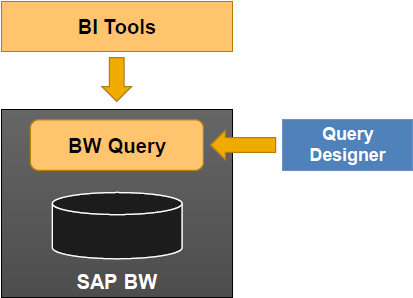 BI Tools
BW Query
Query
Designer
SAP BW